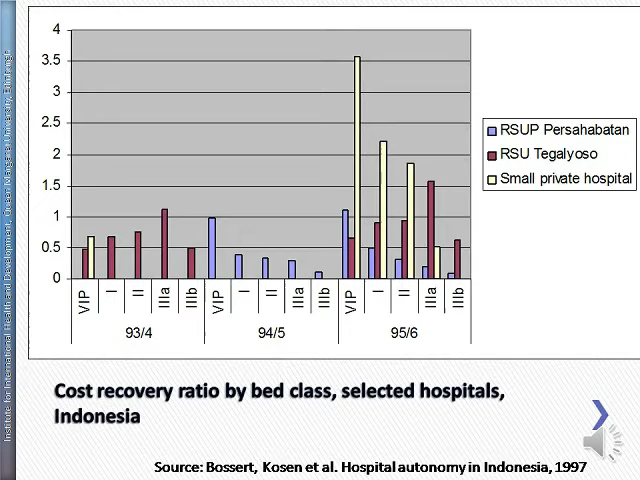 Institute for International Health and Development, Queen Margaret University, Edinburgh
4
3.5
3
2.5
2
1.5
1
0.5
0
VIP I II IIIa IIIb VIP I II IIIa IIIb VIP I II IIIa IIIb
93/4 94/5 95/6
RSUP Persahabatan
RSU Tegalyoso
Small private hospital
Cost recovery ratio by bed class, selected hospitals,
Indonesia
Source: Bossert, Kosen et al. Hospital autonomy in Indonesia, 1997